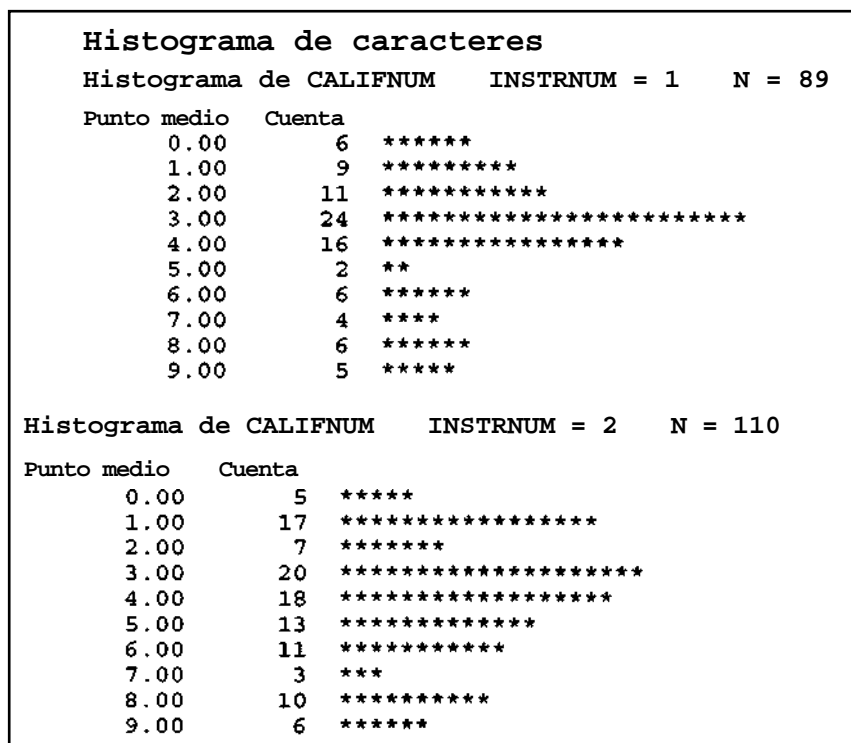 Histograma de caracteres
Histograma de CALIFNUM INSTRNUM = 1 N = 89
Punto medio Cuenta
0.00 6 ******
1.00 9 *********
2.00 11 ***********
3.00 24 ************************
4.00 16 ****************
5.00 2 **
6.00 6 ******
7.00 4 ****
8.00 6 ******
9.00 5 *****
Histograma de CALIFNUM INSTRNUM = 2 N = 110
Punto medio Cuenta
0.00 5 *****
1.00 17 *****************
2.00 7 *******
3.00 20 ********************
4.00 18 ******************
5.00 13 *************
6.00 11 ***********
7.00 3 ***
8.00 10 **********
9.00 6 ******